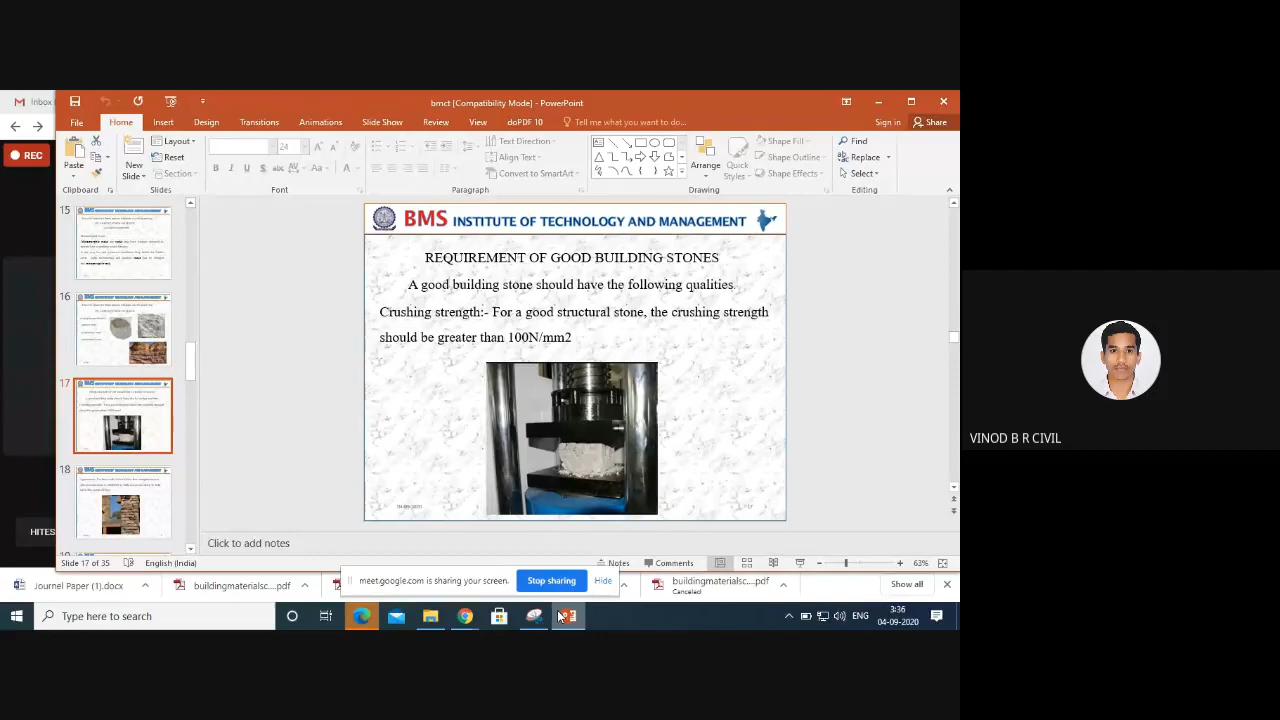 bmct [Compatibility Mode] - PowerPoint
Inbox
File Home Insert Design Transitions Animations Slide Show Review View doPDF 10 Tell me what you want to do... Sign in Share
REC
Paste
Clipboard
New
Slide
Layout
Reset
Section
Slides
24
B I U S abc AV Aa A
Font
Text Direction
Align Text
Convert to SmartArt
Paragraph
Arrange
Quick
Styles
Shape Fill
Shape Outline
Shape Effects
Drawing
Find
Replace
Select
Editing
15
16
17
18
BMS INSTITUTE OF TECHNOLOGY AND MANAGEMENT
REQUIREMENT OF GOOD BUILDING STONES
A good building stone should have the following qualities.
Crushing strength:- For a good structural stone, the crushing strength
should be greater than 100N/mm2
17
VINOD B R CIVIL
HITES
Click to add notes
Slide 17 of 35 English (India) Notes Comments 63%
Journel Paper (1).docx
buildingmaterialsc....pdf
meet.google.com is sharing your screen. Stop sharing Hide
buildingmaterialsc....pdf
Canceled
Show all
Type here to search
ENG
3:36
04-09-2020